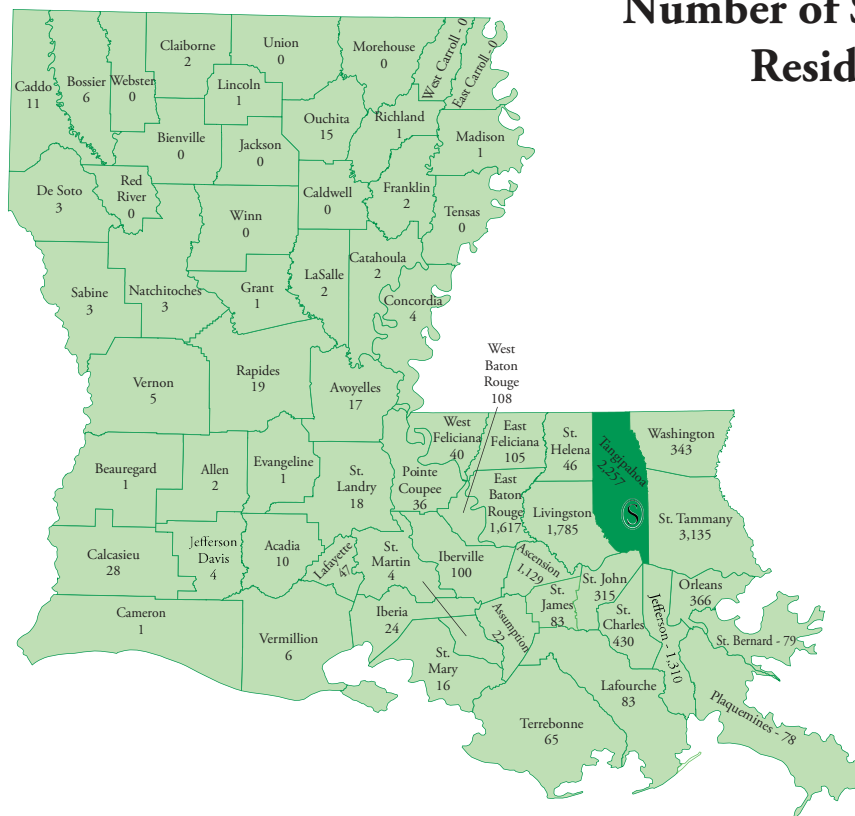 Number of S
Resid
Claiborne
2
Union
0
Morehouse
0
West Carroll - 0
East Carroll - 0
Caddo
11
Bossier
6
Webster
0
Lincoln
1
Ouchita
15
Richland
1
Madison
1
Bienville
0
Jackson
0
De Soto
3
Red
River
0
Caldwell
0
Franklin
2
Tensas
0
Winn
0
Sabine
3
Natchitoches
3
Grant
1
LaSalle
2
Catahoula
2
Concordia
4
Vernon
5
Rapides
19
Avoyelles
17
West
Baton
Rouge
108
West
Feliciana
40
East
Feliciana
105
St.
Helena
46
Tangipahoa
2,257
S
Washington
343
Beauregard
1
Allen
2
Evangeline
1
St.
Landry
18
Pointe
Coupee
36
East
Baton
Rouge
1,617
Livingston
1,785
St. Tammany
3,135
Calcasieu
28
Jefferson
Davis
4
Acadia
10
Lafayette
47
St.
Martin
4
Iberville
100
Ascension
1,129
St. John
315
Orleans
366
St.
James
83
St.
Charles
430
Jefferson - 1,310
St. Bernard - 79
Cameron
1
Vermillion
6
Iberia
24
Assumption
22
St.
Mary
16
Lafourche
83
Plaquemines - 78
Terrebonne
65